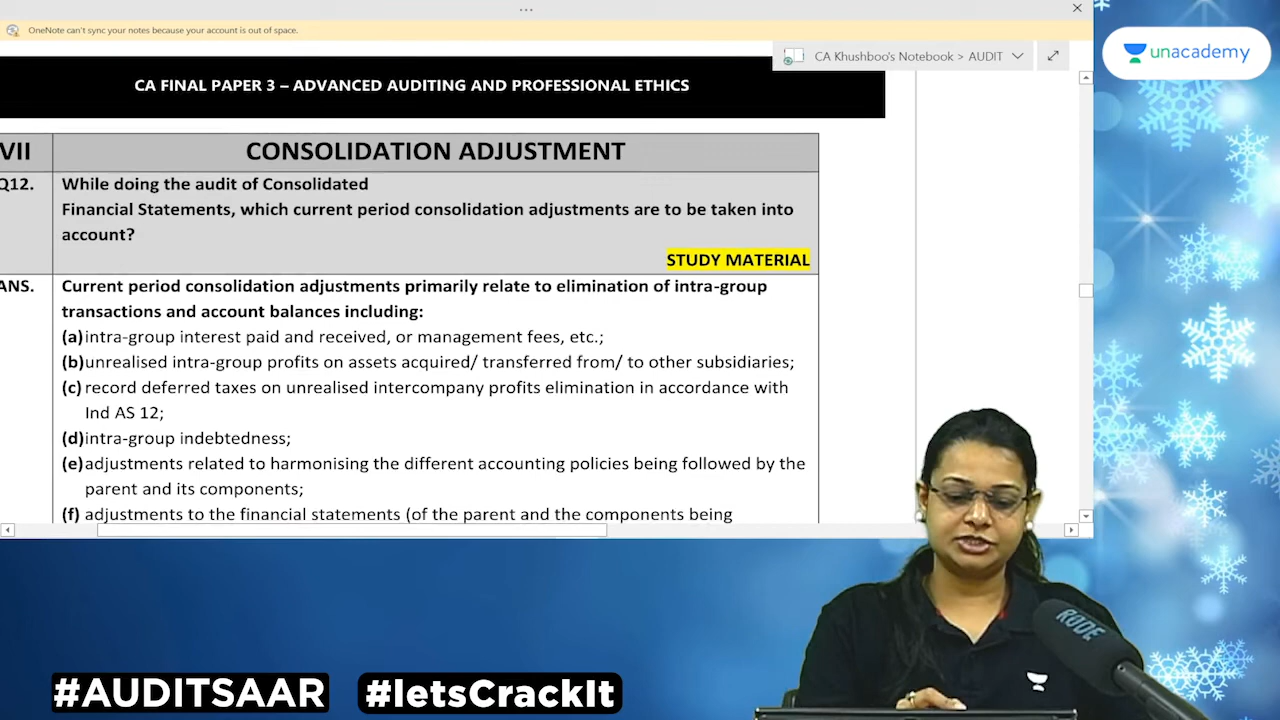 OneNote can't sync your notes because your account is out of space.
CA Khushboo's Notebook > AUDIT
unacademy
CA FINAL PAPER 3 – ADVANCED AUDITING AND PROFESSIONAL ETHICS
VII CONSOLIDATION ADJUSTMENT
Q12. While doing the audit of Consolidated
Financial Statements, which current period consolidation adjustments are to be taken into
account?
STUDY MATERIAL
ANS. Current period consolidation adjustments primarily relate to elimination of intra-group
transactions and account balances including:
(a) intra-group interest paid and received, or management fees, etc.;
(b) unrealised intra-group profits on assets acquired/ transferred from/ to other subsidiaries;
(c) record deferred taxes on unrealised intercompany profits elimination in accordance with
Ind AS 12;
(d) intra-group indebtedness;
(e) adjustments related to harmonising the different accounting policies being followed by the
parent and its components;
(f) adjustments to the financial statements (of the parent and the components being
RODE
#AUDITSAAR #letsCrackIt